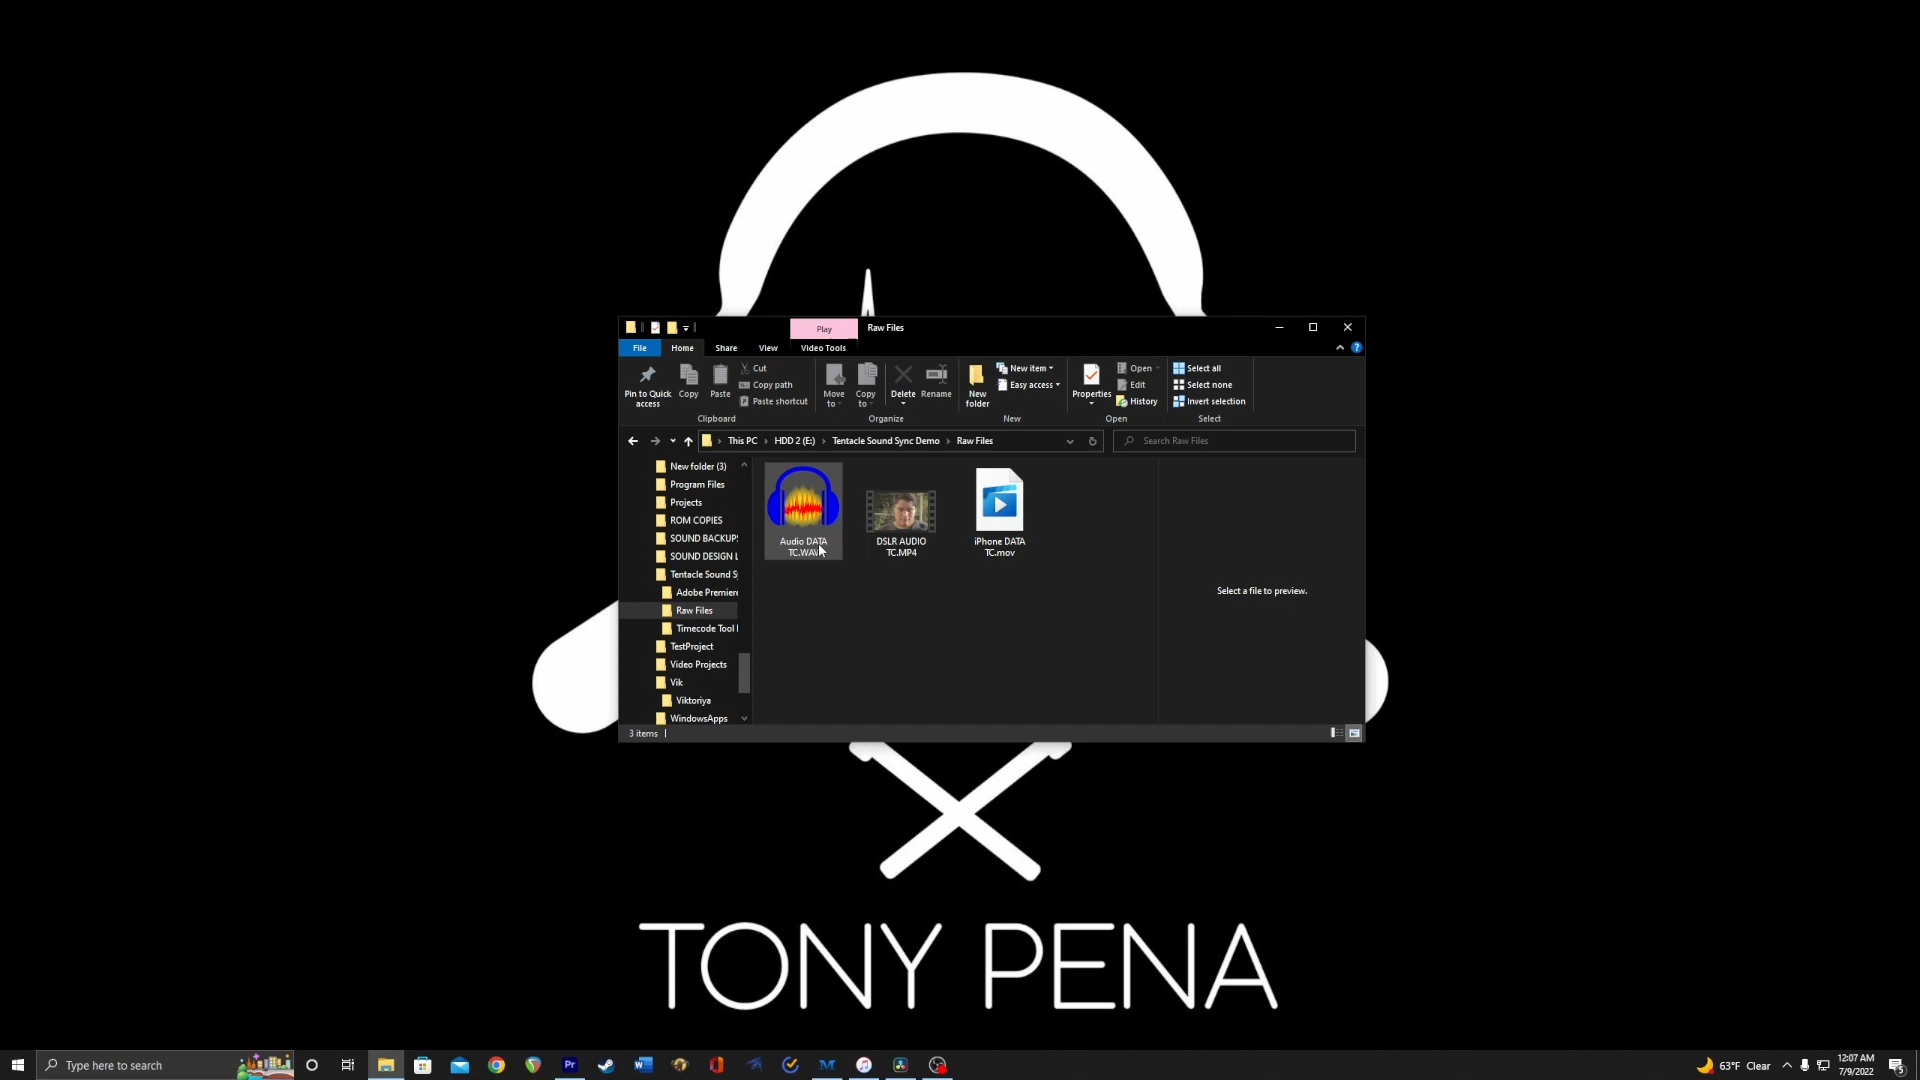 Play
Raw Files
File
Home
Share
View
Video Tools
Pin to Quick
access
Copy
Paste
Cut
Copy path
Paste shortcut
Clipboard
Move
to
Copy
to
Delete
Rename
Organize
New
folder
New item
Easy access
New
Properties
Open
Edit
History
Open
Select all
Select none
Invert selection
Select
This PC
HDD 2 (E:)
Tentacle Sound Sync Demo
Raw Files
Search Raw Files
New folder (3)
Program Files
Projects
ROM COPIES
SOUND BACKUPS
SOUND DESIGN L
Tentacle Sound Sy
Adobe Premiere
Raw Files
Timecode Tool
TestProject
Video Projects
Vik
Viktoriya
WindowsApps
Audio DATA
TC.WAV
DSLR AUDIO
TC.MP4
iPhone DATA
TC.mov
Select a file to preview.
3 items
TONY PENA
Type here to search
Pr
63°F Clear
12:07 AM
7/9/2022
5